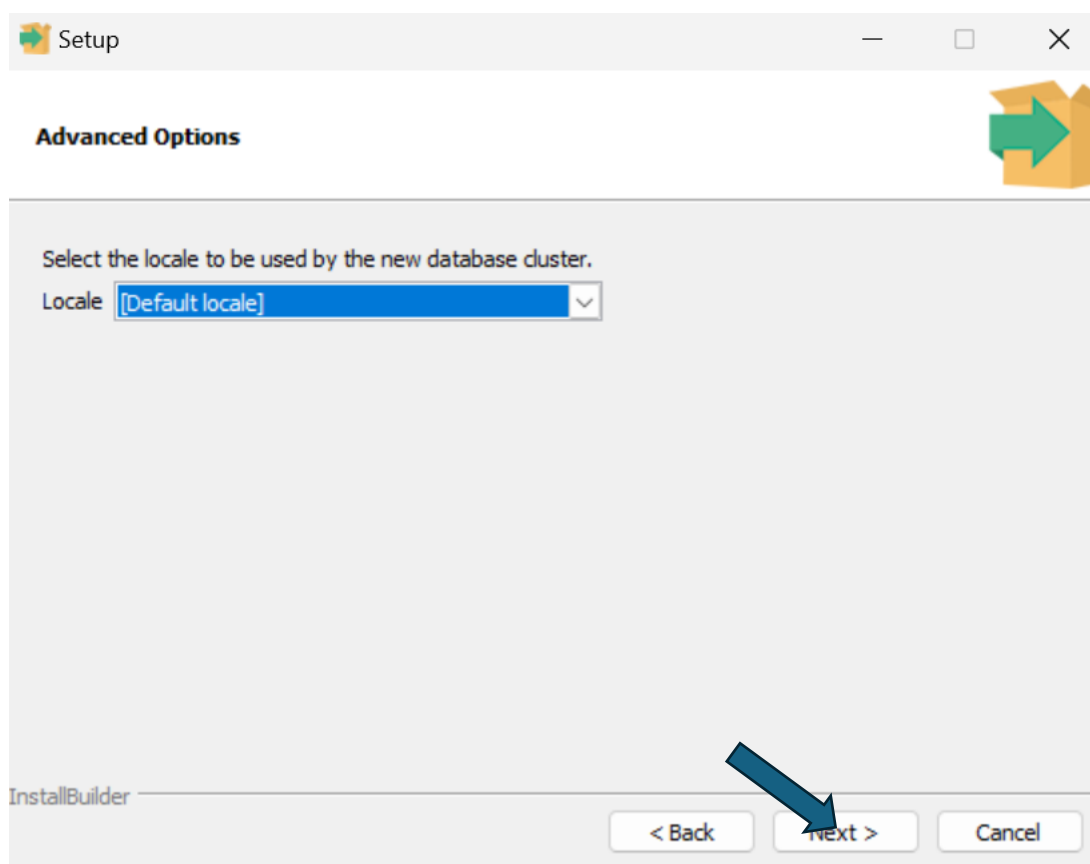 Setup
Advanced Options
Select the locale to be used by the new database cluster.
Locale [Default locale]
InstallBuilder
< Back Next > Cancel